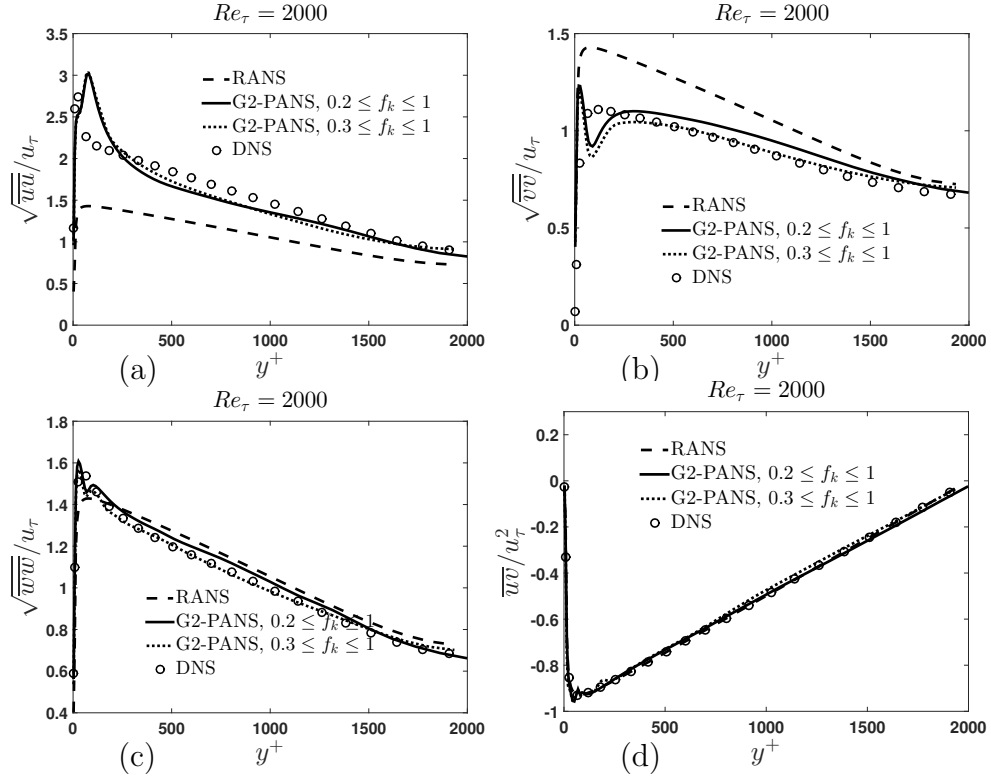 Re_τ = 2000
3.5
3
2.5
2
1.5
1
0.5
0
√\overline{uu}/u_τ
RANS
G2-PANS, 0.2 ≤ f_k ≤ 1
G2-PANS, 0.3 ≤ f_k ≤ 1
DNS
0 500 1000 1500 2000
(a) y^+
Re_τ = 2000
1.5
1
0.5
0
√\overline{vv}/u_τ
RANS
G2-PANS, 0.2 ≤ f_k ≤ 1
G2-PANS, 0.3 ≤ f_k ≤ 1
DNS
0 500 1000 1500 2000
(b) y^+
Re_τ = 2000
1.8
1.6
1.4
1.2
1
0.8
0.6
0.4
√\overline{ww}/u_τ
RANS
G2-PANS, 0.2 ≤ f_k ≤ 1
G2-PANS, 0.3 ≤ f_k ≤ 1
DNS
0 500 1000 1500 2000
(c) y^+
Re_τ = 2000
0.2
0
-0.2
-0.4
-0.6
-0.8
-1
\overline{uv}/u_τ^2
RANS
G2-PANS, 0.2 ≤ f_k ≤ 1
G2-PANS, 0.3 ≤ f_k ≤ 1
DNS
0 500 1000 1500 2000
y^+ (d)